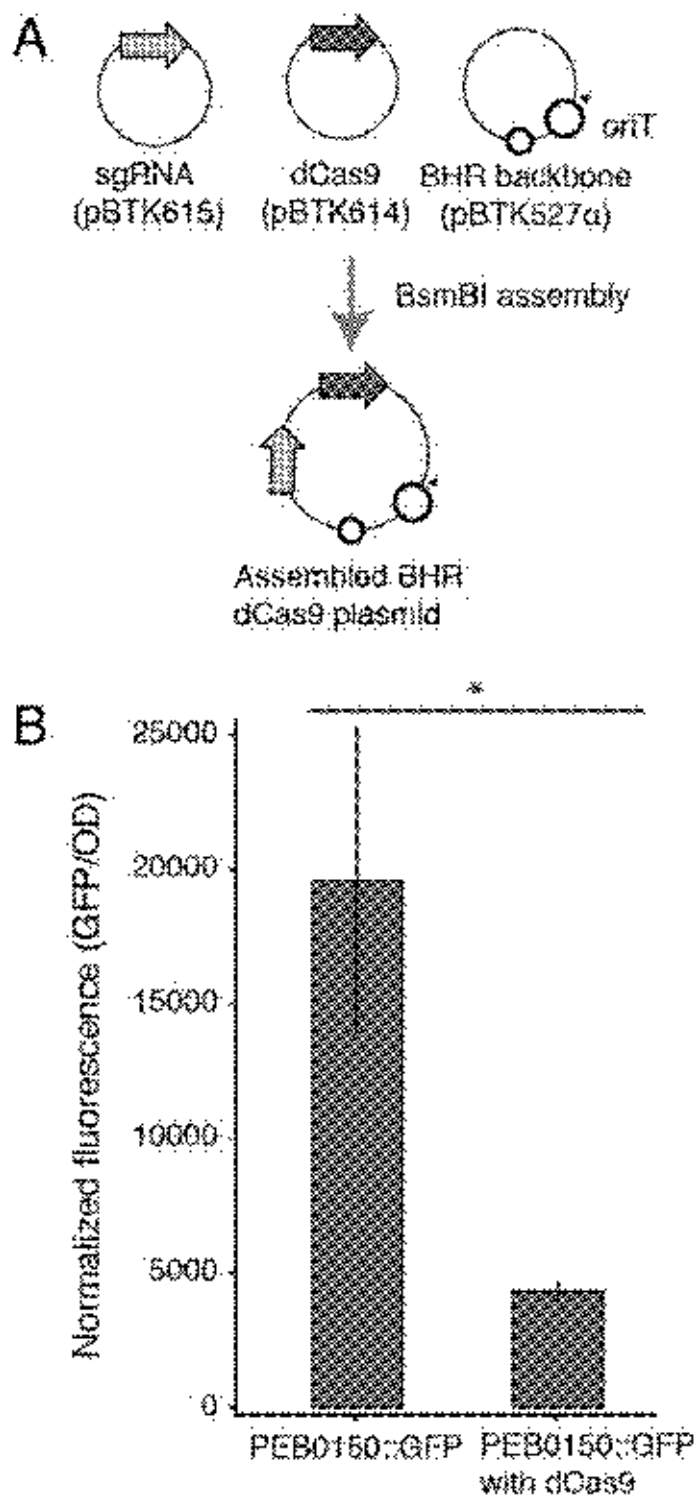 A
oriT
sgRNA
(pBTK615)
dCas9
(pBTK614)
BHR backbone
(pBTK527α)
BsmBI assembly
Assembled BHR
dCas9 plasmid
B
*
Normalized fluorescence (GFP/OD)
25000
20000
15000
10000
5000
0
PEB0150::GFP
PEB0150::GFP
with dCas9